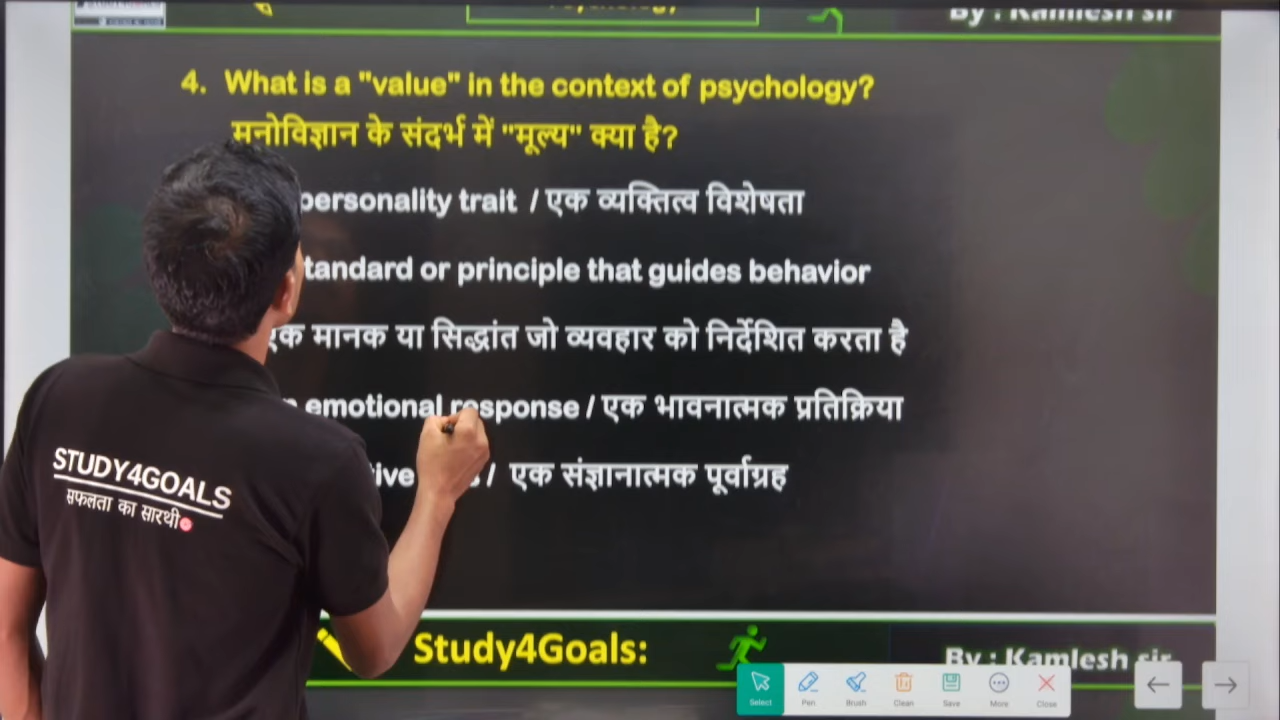 Psychology
By : Kamlesh sir
4. What is a "value" in the context of psychology?
मनोविज्ञान के संदर्भ में "मूल्य" क्या है?
personality trait / एक व्यक्तित्व विशेषता
tandard or principle that guides behavior
एक मानक या सिद्धांत जो व्यवहार को निर्देशित करता है
emotional response / एक भावनात्मक प्रतिक्रिया
tive / एक संज्ञानात्मक पूर्वाग्रह
STUDY4GOALS
सफलता का सारथी
Study4Goals:
By : Kamlesh sir
Select Pen Brush Clean Save More Close